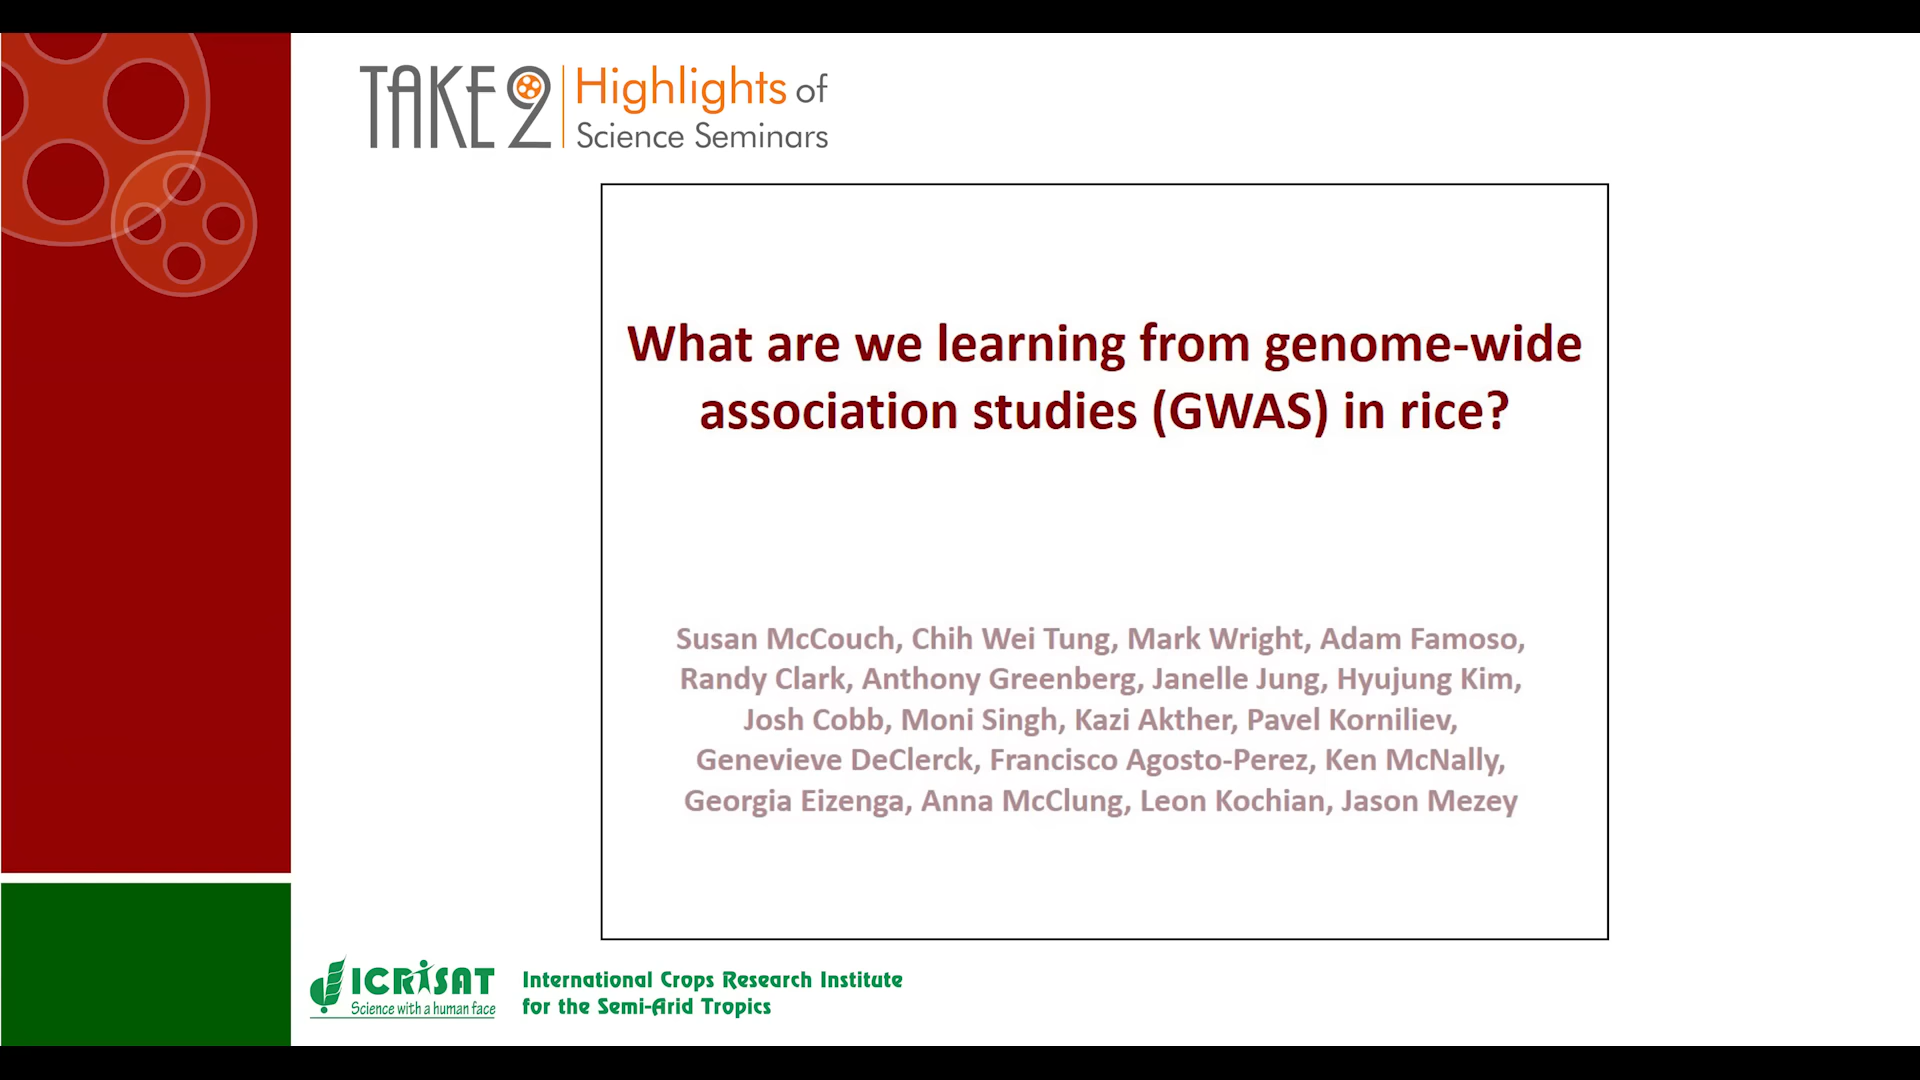 TAKE 2 Highlights of
Science Seminars
What are we learning from genome-wide
association studies (GWAS) in rice?
Susan McCouch, Chih Wei Tung, Mark Wright, Adam Famoso,
Randy Clark, Anthony Greenberg, Janelle Jung, Hyujung Kim,
Josh Cobb, Moni Singh, Kazi Akther, Pavel Korniliev,
Genevieve DeClerck, Francisco Agosto-Perez, Ken McNally,
Georgia Eizenga, Anna McClung, Leon Kochian, Jason Mezey
ICRISAT
Science with a human face
International Crops Research Institute
for the Semi-Arid Tropics